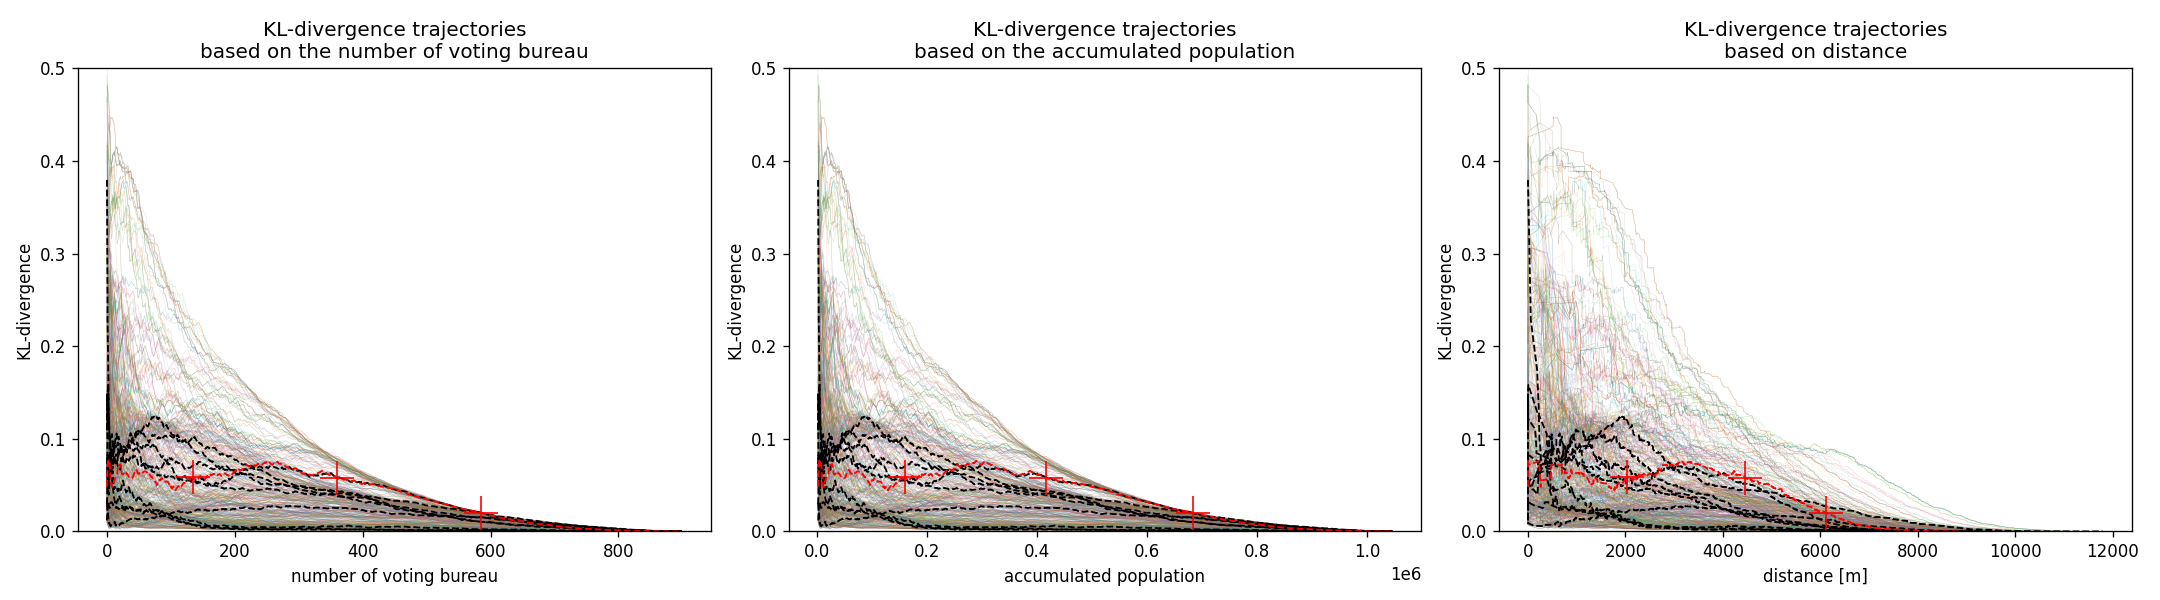 KL-divergence trajectories
based on the number of voting bureau
KL-divergence
0.5
0.4
0.3
0.2
0.1
0.0
0
200
400
600
800
number of voting bureau
KL-divergence trajectories
based on the accumulated population
KL-divergence
0.5
0.4
0.3
0.2
0.1
0.0
0.0
0.2
0.4
0.6
0.8
1.0
1e6
accumulated population
KL-divergence trajectories
based on distance
KL-divergence
0.5
0.4
0.3
0.2
0.1
0.0
0
2000
4000
6000
8000
10000
12000
distance [m]